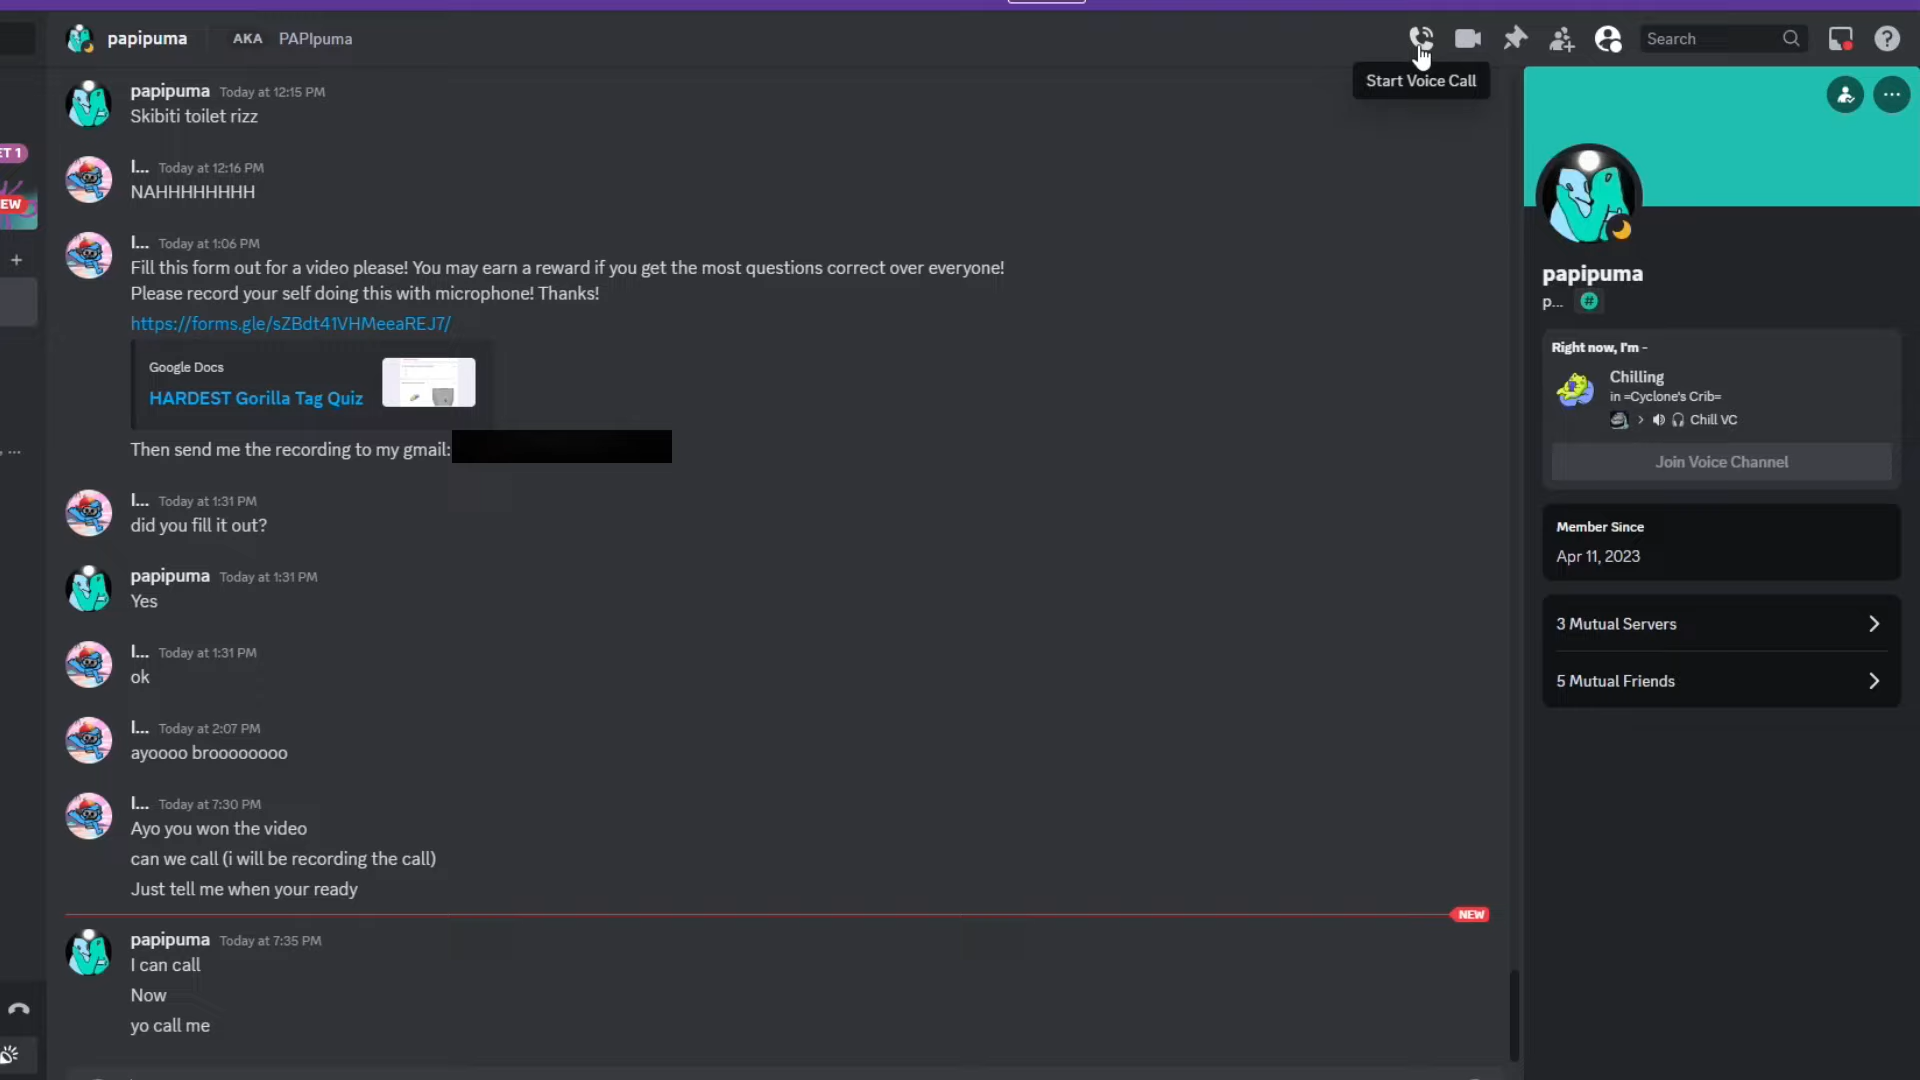 papipuma AKA PAPIpuma
Search
Start Voice Call
papipuma Today at 12:15 PM
Skibiti toilet rizz
ET 1
I... Today at 12:16 PM
NAHHHHHHHH
EW
I... Today at 1:06 PM
Fill this form out for a video please! You may earn a reward if you get the most questions correct over everyone!
Please record your self doing this with microphone! Thanks!
https://forms.gle/sZBdt41VHMeeaREJ7/
Google Docs
HARDEST Gorilla Tag Quiz
Then send me the recording to my gmail:
I... Today at 1:31 PM
did you fill it out?
papipuma Today at 1:31 PM
Yes
I... Today at 1:31 PM
ok
I... Today at 2:07 PM
ayoooo broooooooo
I... Today at 7:30 PM
Ayo you won the video
can we call (i will be recording the call)
Just tell me when your ready
NEW
papipuma Today at 7:35 PM
I can call
Now
yo call me
papipuma
p... #
Right now, I'm -
Chilling
in =Cyclone's Crib=
> Chill VC
Join Voice Channel
Member Since
Apr 11, 2023
3 Mutual Servers
5 Mutual Friends